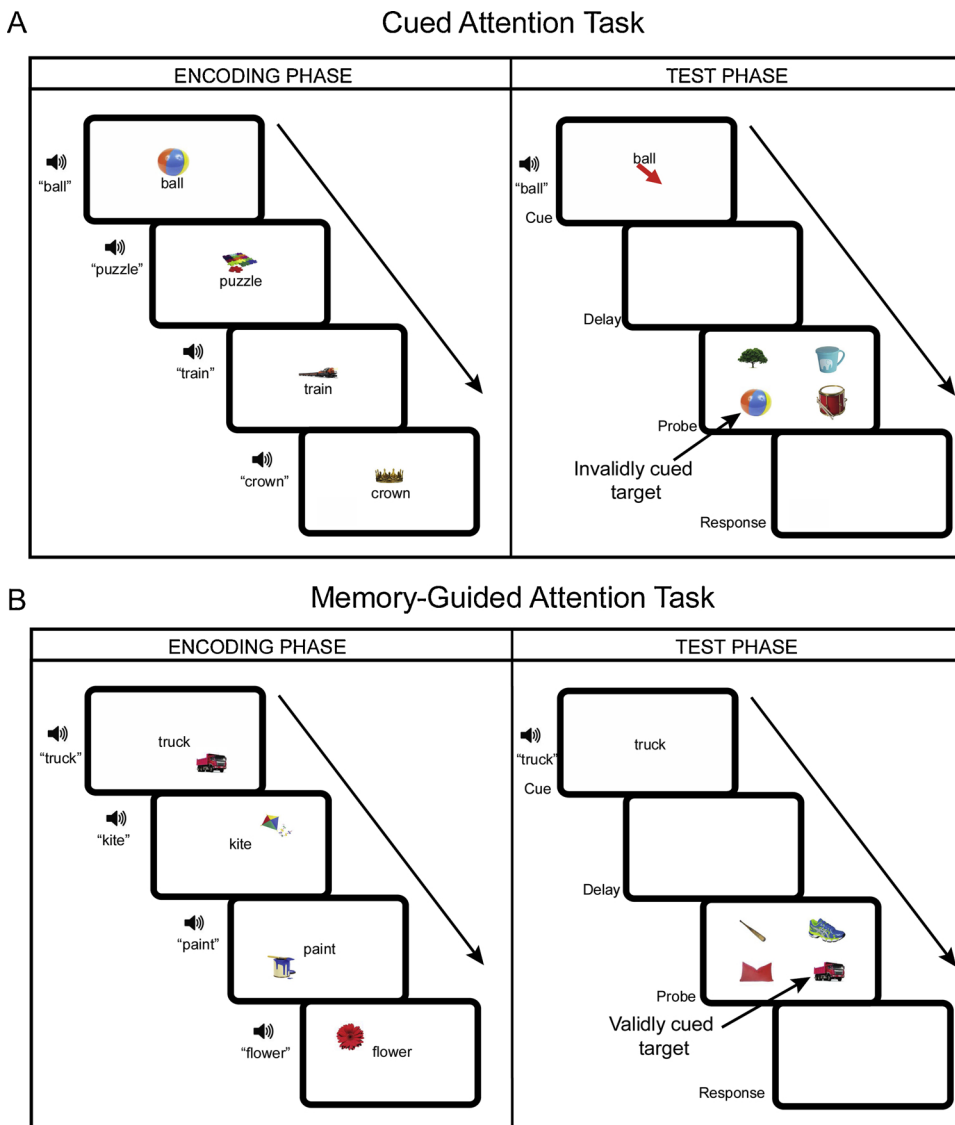 A
Cued Attention Task
ENCODING PHASE
TEST PHASE
“ball”
ball
“puzzle”
puzzle
“train”
train
“crown”
crown
ball
“ball”
Cue
Delay
Probe
Invalidly cued
target
Response
B
Memory-Guided Attention Task
ENCODING PHASE
TEST PHASE
“truck”
truck
“kite”
kite
“paint”
paint
“flower”
flower
truck
“truck”
Cue
Delay
Probe
Validly cued
target
Response